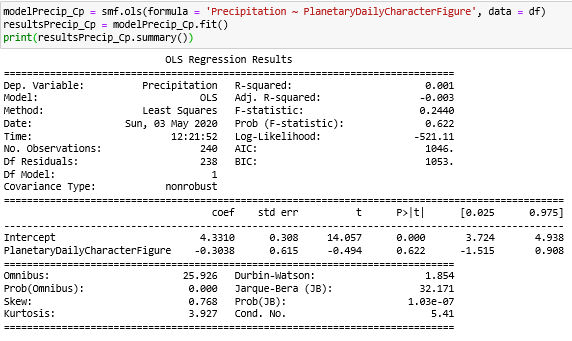 modelPrecip_Cp = smf.ols(formula = 'Precipitation ~ PlanetaryDailyCharacterFigure', data = df)
resultsPrecip_Cp = modelPrecip_Cp.fit()
print(resultsPrecip_Cp.summary())
OLS Regression Results
==============================================================================
Dep. Variable: Precipitation R-squared: 0.001
Model: OLS Adj. R-squared: -0.003
Method: Least Squares F-statistic: 0.2440
Date: Sun, 03 May 2020 Prob (F-statistic): 0.622
Time: 12:21:52 Log-Likelihood: -521.11
No. Observations: 240 AIC: 1046.
Df Residuals: 238 BIC: 1053.
Df Model: 1
Covariance Type: nonrobust
=================================================================================================
coef std err t P>|t| [0.025 0.975]
-------------------------------------------------------------------------------------------------
Intercept 4.3310 0.308 14.057 0.000 3.724 4.938
PlanetaryDailyCharacterFigure -0.3038 0.615 -0.494 0.622 -1.515 0.908
==============================================================================
Omnibus: 25.926 Durbin-Watson: 1.854
Prob(Omnibus): 0.000 Jarque-Bera (JB): 32.171
Skew: 0.768 Prob(JB): 1.03e-07
Kurtosis: 3.927 Cond. No. 5.41
==============================================================================